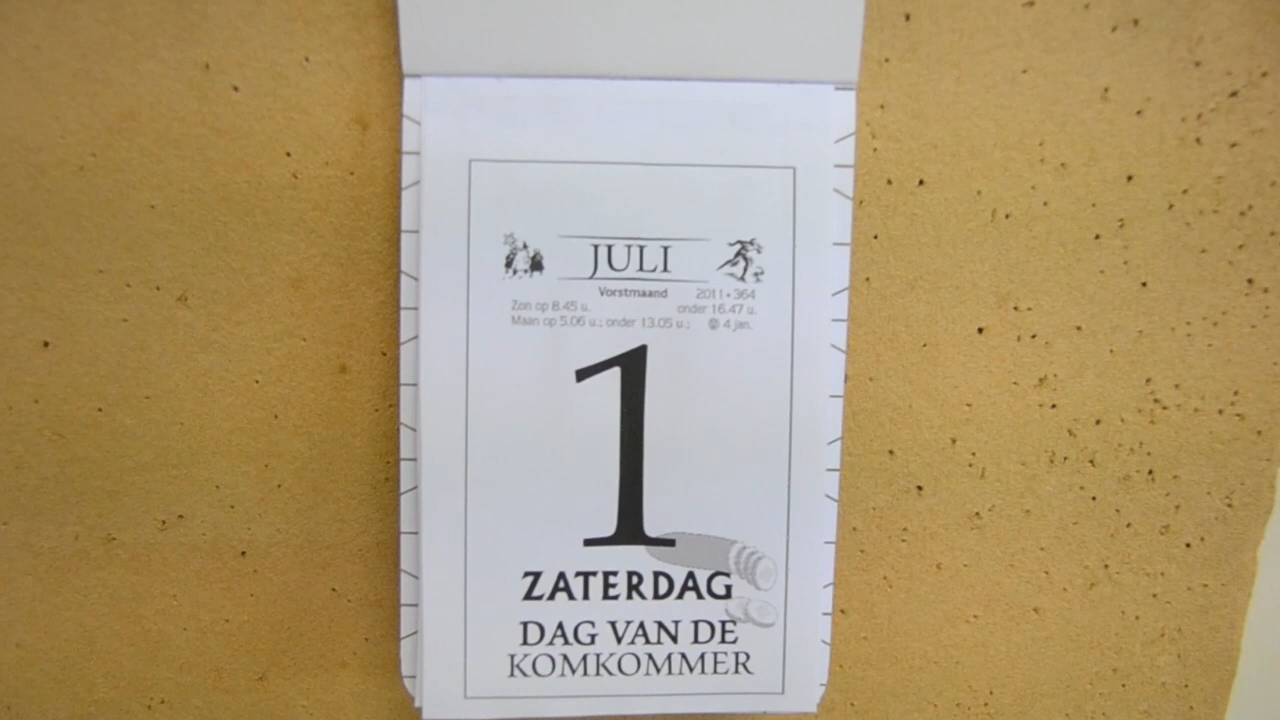 JULI
Vorstmaand 2011 • 364
Zon op 8.45 u. onder 16.47 u.
Maan op 5.06 u.; onder 13.05 u.; 4 jan.
1
ZATERDAG
DAG VAN DE
KOMKOMMER